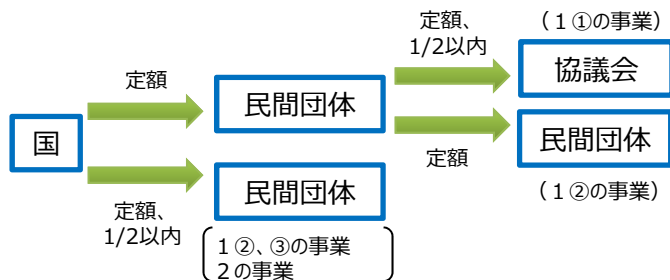 定額、
1/2以内
（１①の事業）
協議会
定額
民間団体
国
民間団体
定額
（１②の事業）
民間団体
定額、
1/2以内
１②、③の事業
２の事業